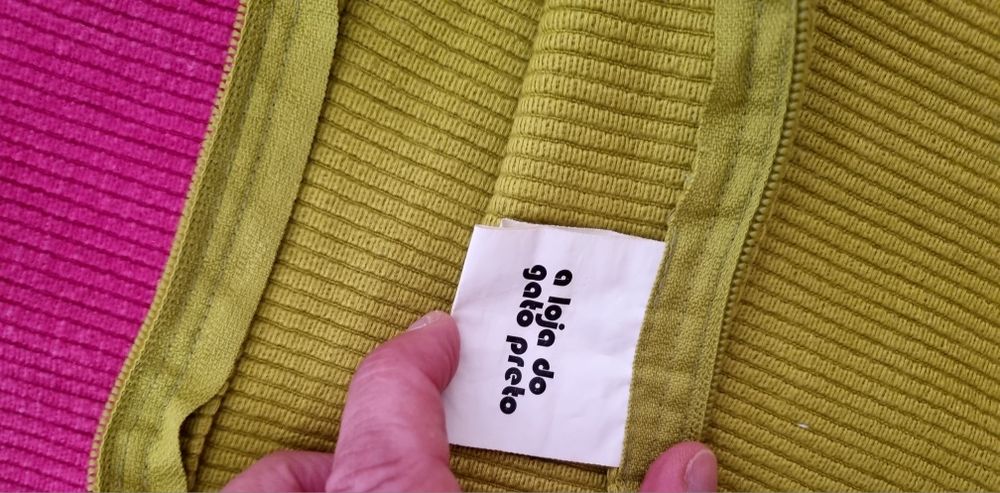 a loja do
gato preto